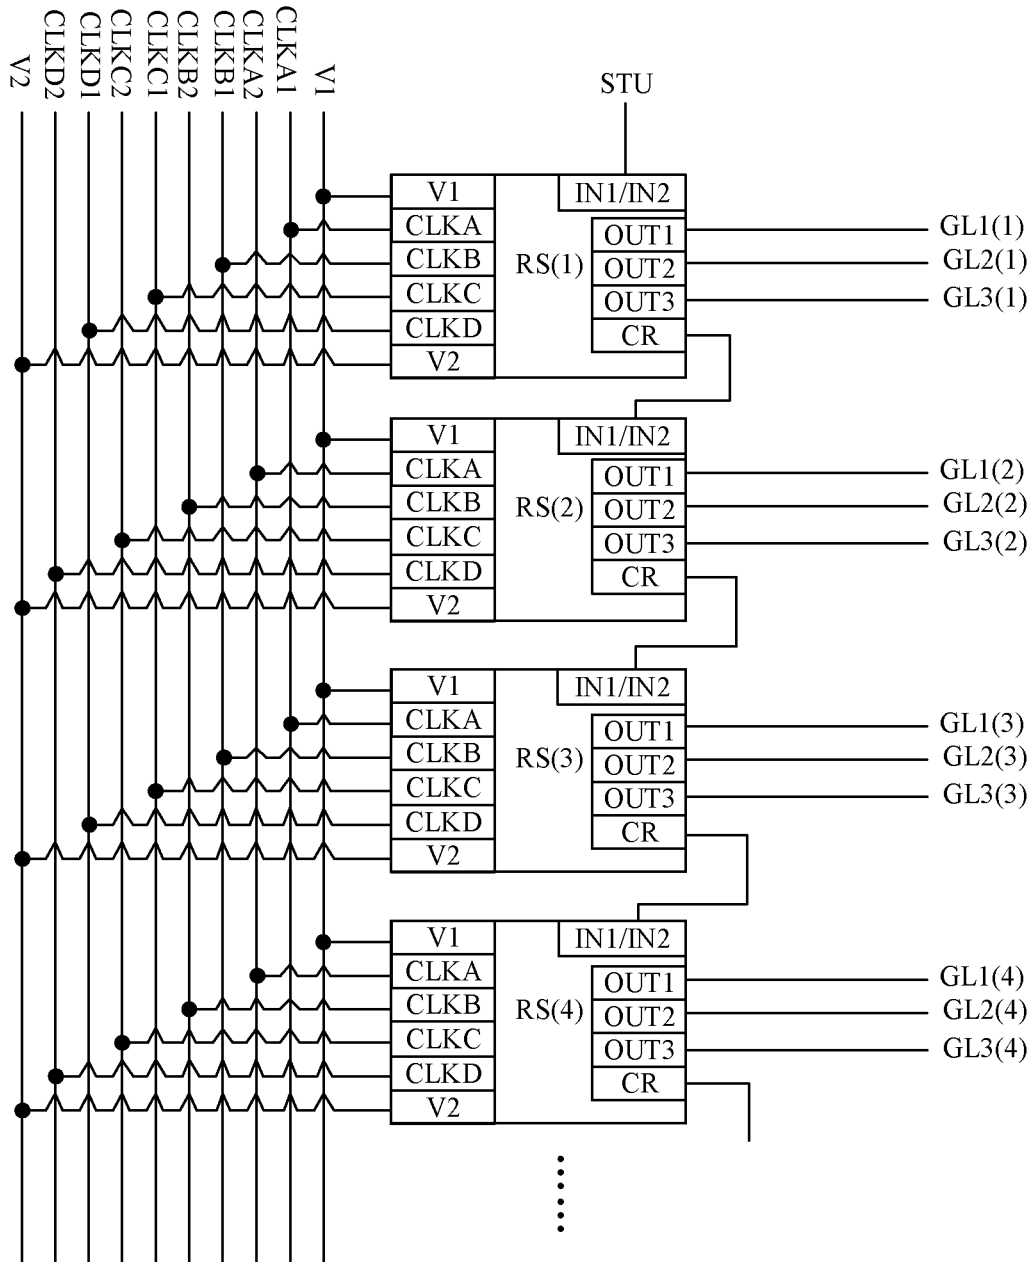 V2
CLKD2
CLKD1
CLKC2
CLKC1
CLKB2
CLKB1
CLKA2
CLKA1
V1
STU
V1
CLKA
CLKB
CLKC
CLKD
V2
RS(1)
IN1/IN2
OUT1
OUT2
OUT3
CR
GL1(1)
GL2(1)
GL3(1)
V1
CLKA
CLKB
CLKC
CLKD
V2
RS(2)
IN1/IN2
OUT1
OUT2
OUT3
CR
GL1(2)
GL2(2)
GL3(2)
V1
CLKA
CLKB
CLKC
CLKD
V2
RS(3)
IN1/IN2
OUT1
OUT2
OUT3
CR
GL1(3)
GL2(3)
GL3(3)
V1
CLKA
CLKB
CLKC
CLKD
V2
RS(4)
IN1/IN2
OUT1
OUT2
OUT3
CR
GL1(4)
GL2(4)
GL3(4)